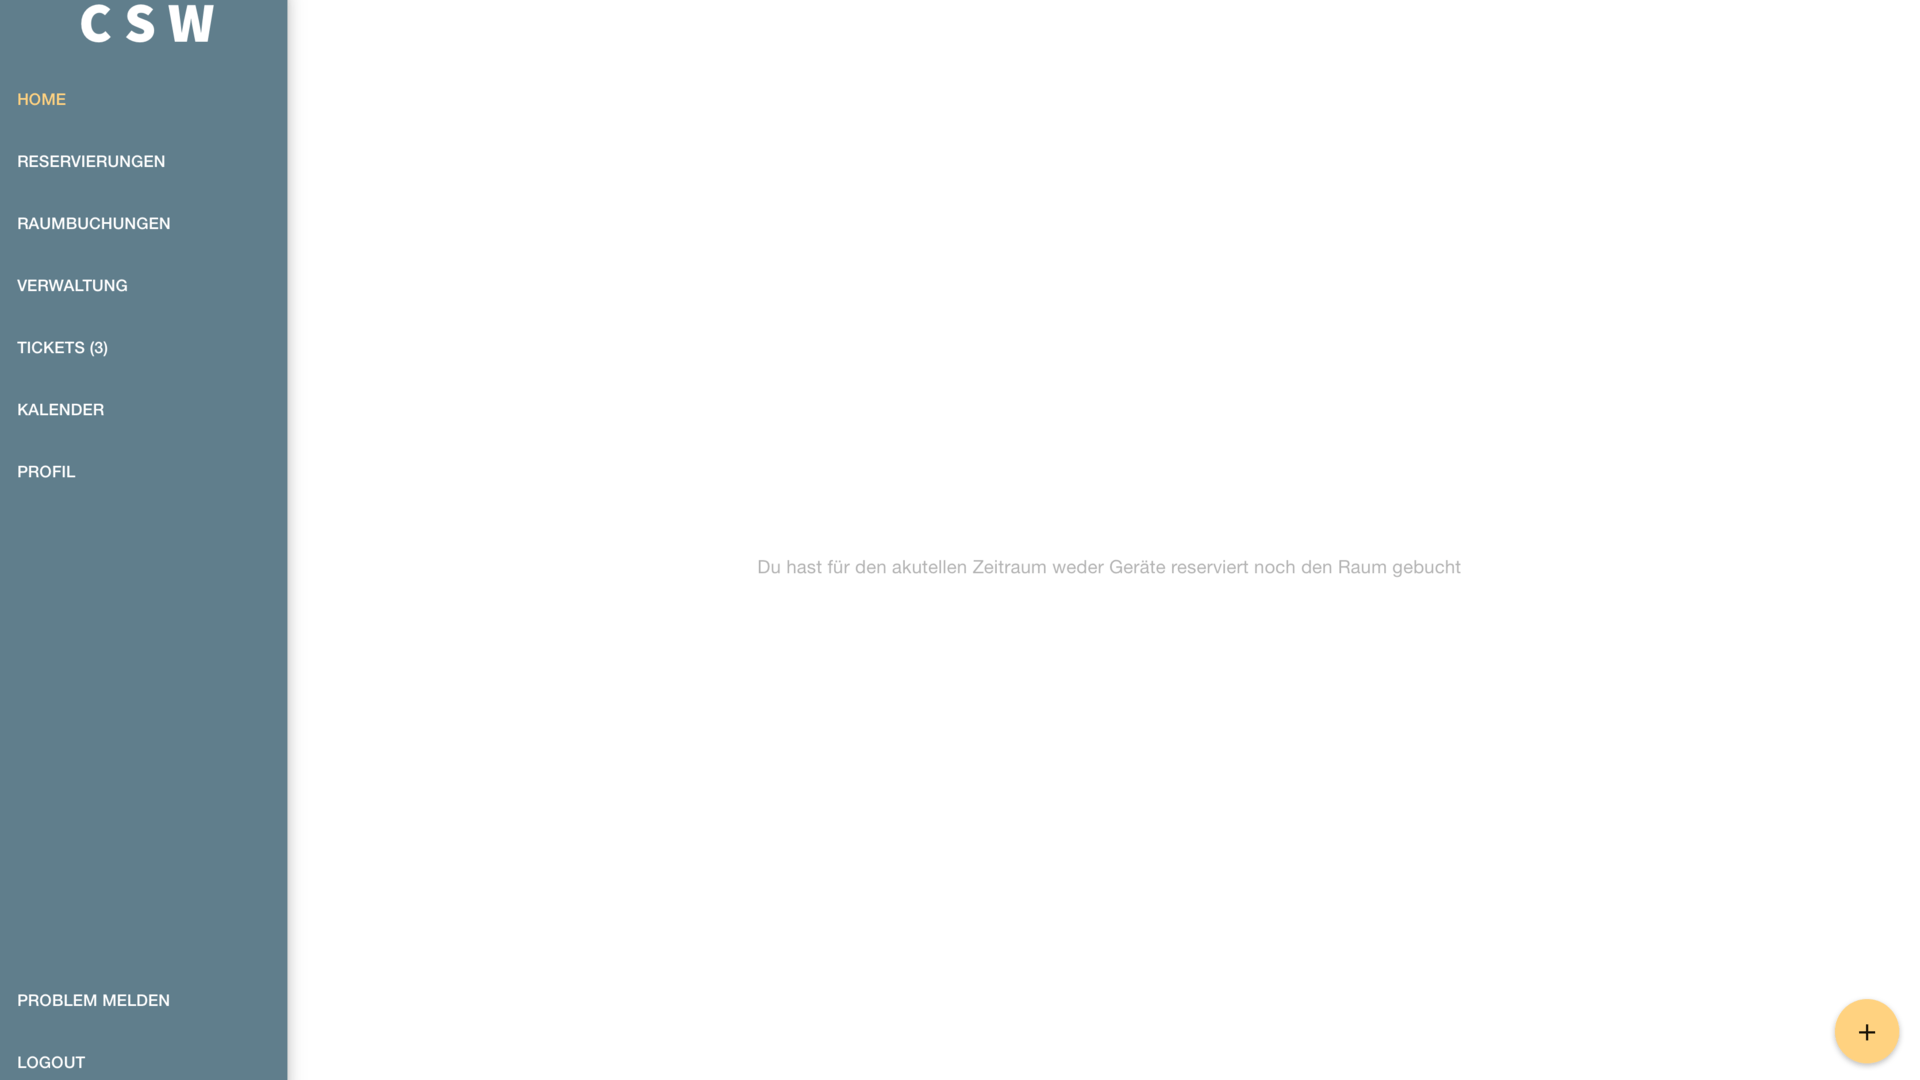 CSW
HOME
RESERVIERUNGEN
RAUMBUCHUNGEN
VERWALTUNG
TICKETS (3)
KALENDER
PROFIL
Du hast für den akutellen Zeitraum weder Geräte reserviert noch den Raum gebucht
PROBLEM MELDEN
+
LOGOUT